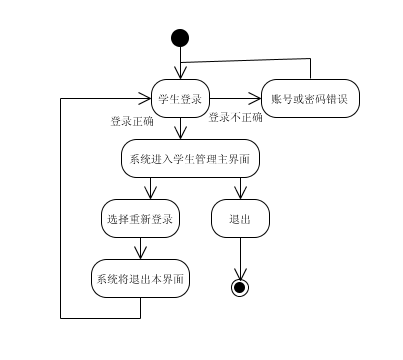 学生登录
账号或密码错误
登录正确
登录不正确
系统进入学生管理主界面
选择重新登录
退出
系统将退出本界面